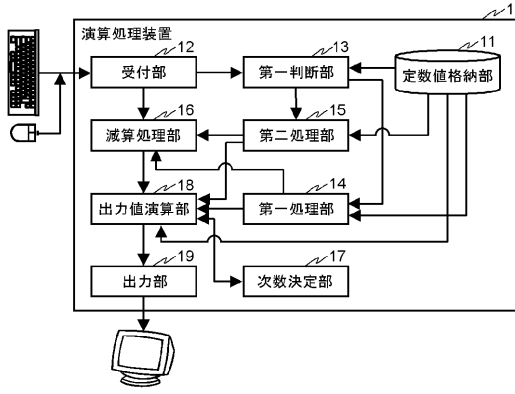 1
演算処理装置
12
受付部
13
第一判断部
11
定数値格納部
16
減算処理部
15
第二処理部
18
出力値演算部
14
第一処理部
19
出力部
17
次数決定部